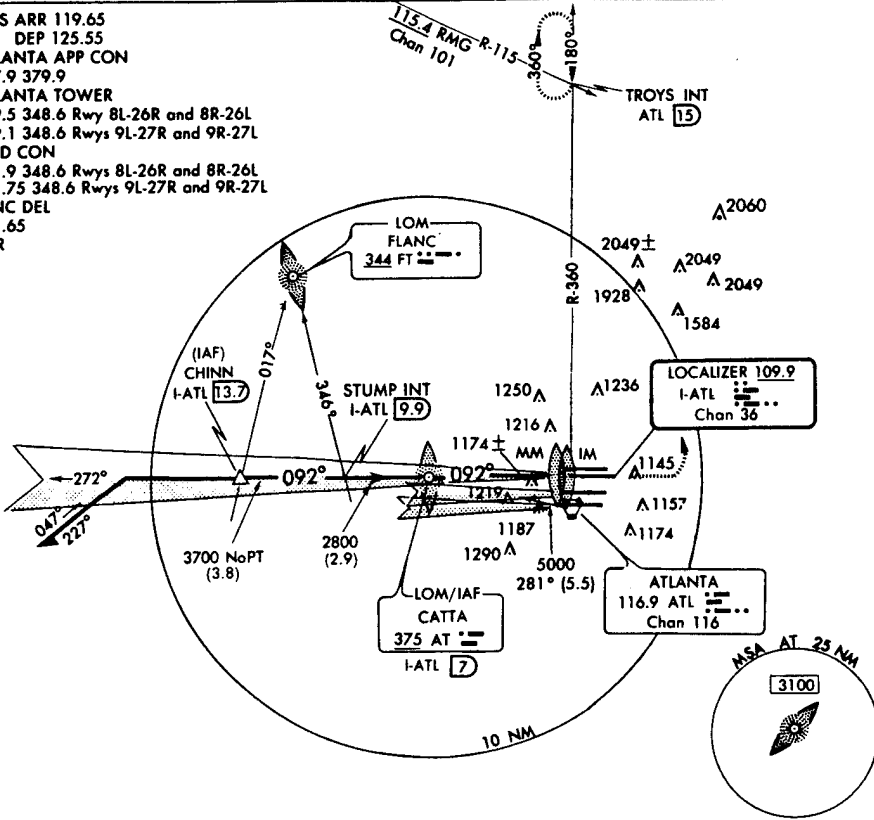 S ARR 119.65
DEP 125.55
LANTA APP CON
7.9 379.9
LANTA TOWER
9.5 348.6 Rwy 8L-26R and 8R-26L
9.1 348.6 Rwys 9L-27R and 9R-27L
D CON
.9 348.6 Rwys 8L-26R and 8R-26L
.75 348.6 Rwys 9L-27R and 9R-27L
NC DEL
.65
R
115.4 RMG R-115
Chan 101
360°
180°
TROYS INT
ATL 15
R-360
LOM
FLANC
344 FT
2060
2049±
2049
2049
1928
1584
(IAF)
CHINN
I-ATL 13.7
017°
346°
STUMP INT
I-ATL 9.9
1250
1236
1216
1174±
MM
IM
LOCALIZER 109.9
I-ATL
Chan 36
272°
092°
092°
1145
047°
227°
1219
1157
1187
1174
3700 NoPT
(3.8)
2800
(2.9)
1290
5000
281° (5.5)
LOM/IAF
CATTA
375 AT
I-ATL 7
ATLANTA
116.9 ATL
Chan 116
10 NM
MSA AT 25 NM
3100